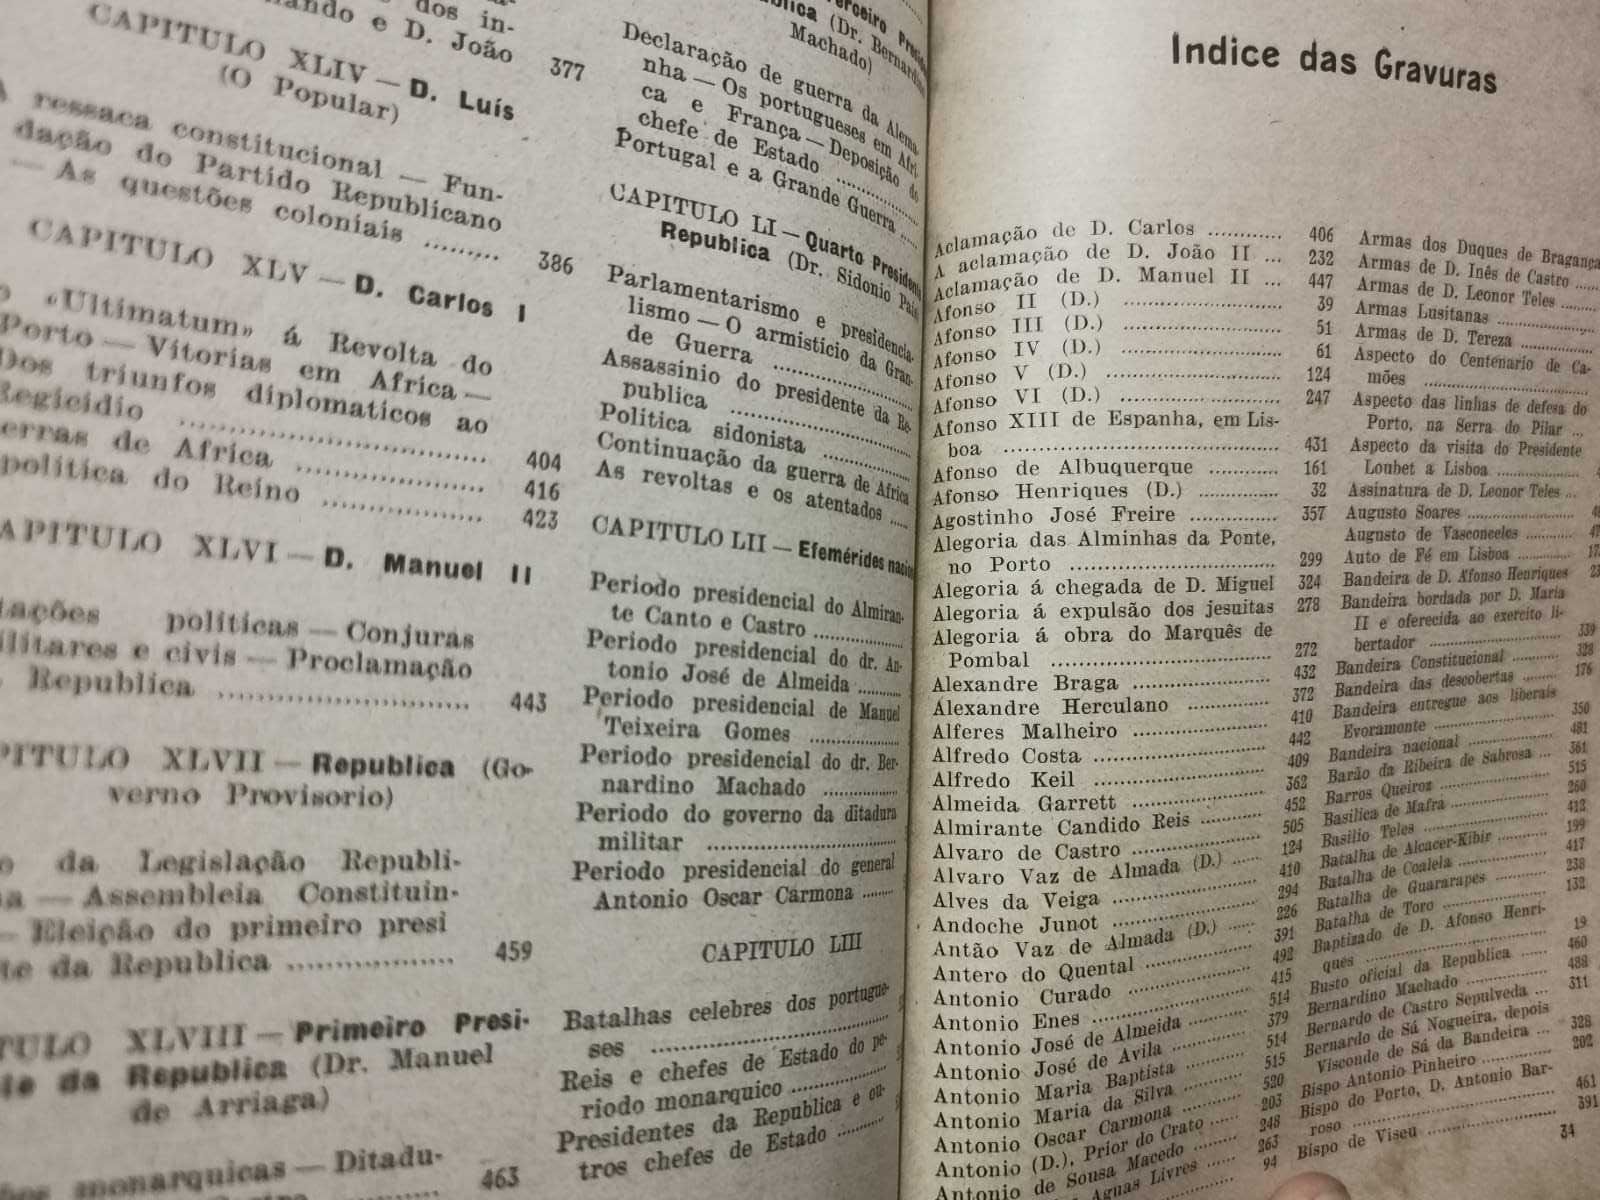 dos in-
e D. João 377
CAPITULO XLIV — D. Luís
(O Popular)
A ressaca constitucional — Fun-
dação do Partido Republicano
— As questões coloniais .......... 386
CAPITULO XLV — D. Carlos I
«Ultimatum» á Revolta do
Porto — Vitorias em Africa —
Dos triunfos diplomaticos ao
Regicidio .......... 404
de Africa .......... 416
politica do Reino .......... 423
CAPITULO XLVI — D. Manuel II
políticas — Conjuras
militares e civis — Proclamação
Republica .......... 443
CAPITULO XLVII — Republica (Go-
verno Provisorio)
da Legislação Republi-
— Assembleia Constituin-
— Eleição do primeiro presi
da Republica .......... 459
CAPITULO XLVIII — Primeiro Presi-
da Republica (Dr. Manuel
de Arriaga)
monarquicas — Ditadu-
463
Terceiro
(Dr. Bernardino
Machado)
Declaração de guerra da Alema-
nha — Os portugueses em Afri-
ca e França — Deposição do
chefe de Estado ..........
Portugal e a Grande Guerra .....
CAPITULO LI — Quarto Presidente
Republica (Dr. Sidonio Pais
Parlamentarismo e presidencia-
lismo — O armisticio da Gran-
de Guerra ..........
Assassinio do presidente da Re-
publica ..........
Politica sidonista ..........
Continuação da guerra de Africa
As revoltas e os atentados .....
CAPITULO LII — Efemérides
Periodo presidencial do Almiran-
te Canto e Castro ..........
Periodo presidencial do dr. An-
tonio José de Almeida ..........
Periodo presidencial de Manuel
Teixeira Gomes ..........
Periodo presidencial do dr. Ber-
nardino Machado ..........
Periodo do governo da ditadura
militar ..........
Periodo presidencial do general
Antonio Oscar Carmona ........
CAPITULO LIII
Batalhas celebres dos portugue-
ses ..........
Reis e chefes de Estado do pe-
riodo monarquico ..........
Presidentes da Republica e ou-
tros chefes de Estado ..........
Indice das Gravuras
Aclamação de D. Carlos .......... 406
A aclamação de D. João II ... 232
Aclamação de D. Manuel II ... 447
Afonso II (D.) .......... 39
Afonso III (D.) .......... 51
Afonso IV (D.) .......... 61
Afonso V (D.) .......... 124
Afonso VI (D.) .......... 247
Afonso XIII de Espanha, em Lis-
boa .......... 431
Afonso de Albuquerque .......... 161
Afonso Henriques (D.) .......... 32
Agostinho José Freire .......... 357
Alegoria das Alminhas da Ponte,
no Porto .......... 299
Alegoria á chegada de D. Miguel 324
Alegoria á expulsão dos jesuitas 278
Alegoria á obra do Marquês de
Pombal .......... 272
Alexandre Braga .......... 432
Alexandre Herculano .......... 372
Alferes Malheiro .......... 410
Alfredo Costa .......... 442
Alfredo Keil .......... 409
Almeida Garrett .......... 362
Almirante Candido Reis .......... 452
Alvaro de Castro .......... 505
Alvaro Vaz de Almada (D.) ...... 124
Alves da Veiga .......... 410
Andoche Junot .......... 294
Antão Vaz de Almada (D.) ..... 226
Antero do Quental .......... 391
Antonio Curado .......... 492
Antonio Enes .......... 415
Antonio José de Almeida .......... 514
Antonio José de Avila .......... 379
Antonio Maria Baptista .......... 514
Antonio Maria da Silva .......... 515
Antonio Oscar Carmona .......... 520
Antonio (D.), Prior do Crato ..... 203
Antonio de Sousa Macedo ........ 248
Aguas Livres ...... 263
94
Armas dos Duques de Bragança
Armas de D. Inês de Castro ......
Armas de D. Leonor Teles ........
Armas Lusitanas ..........
Armas de D. Tereza ..........
Aspecto do Centenario de Ca-
mões ..........
Aspecto das linhas de defesa do
Porto, na Serra do Pilar ...
Aspecto da visita do Presidente
Loubet a Lisboa ..........
Assinatura de D. Leonor Teles ...
Augusto Soares ..........
Augusto de Vasconcelos ..........
Auto de Fé em Lisboa ..........
Bandeira de D. Afonso Henriques
Bandeira bordada por D. Maria
II e oferecida ao exercito li-
bertador .......... 339
Bandeira Constitucional .......... 328
Bandeira das descobertas ........ 176
Bandeira entregue aos liberais
Evoramonte .......... 350
Bandeira nacional .......... 481
Barão da Ribeira de Sabrosa ... 361
Barros Queiroz .......... 515
Basilica de Mafra .......... 260
Basilio Teles .......... 412
Batalha de Alcacer-Kibir .......... 199
Batalha de Coalela .......... 417
Batalha de Guararapes .......... 238
Batalha de Toro .......... 132
Baptizado de D. Afonso Henri-
ques .......... 19
Busto oficial da Republica ...... 460
Bernardino Machado .......... 488
Bernardo de Castro Sepulveda ... 311
Bernardo de Sá Nogueira, depois
Visconde de Sá da Bandeira ... 328
Bispo Antonio Pinheiro .......... 202
Bispo do Porto, D. Antonio Bar-
roso .......... 461
Bispo de Viseu .......... 391
34